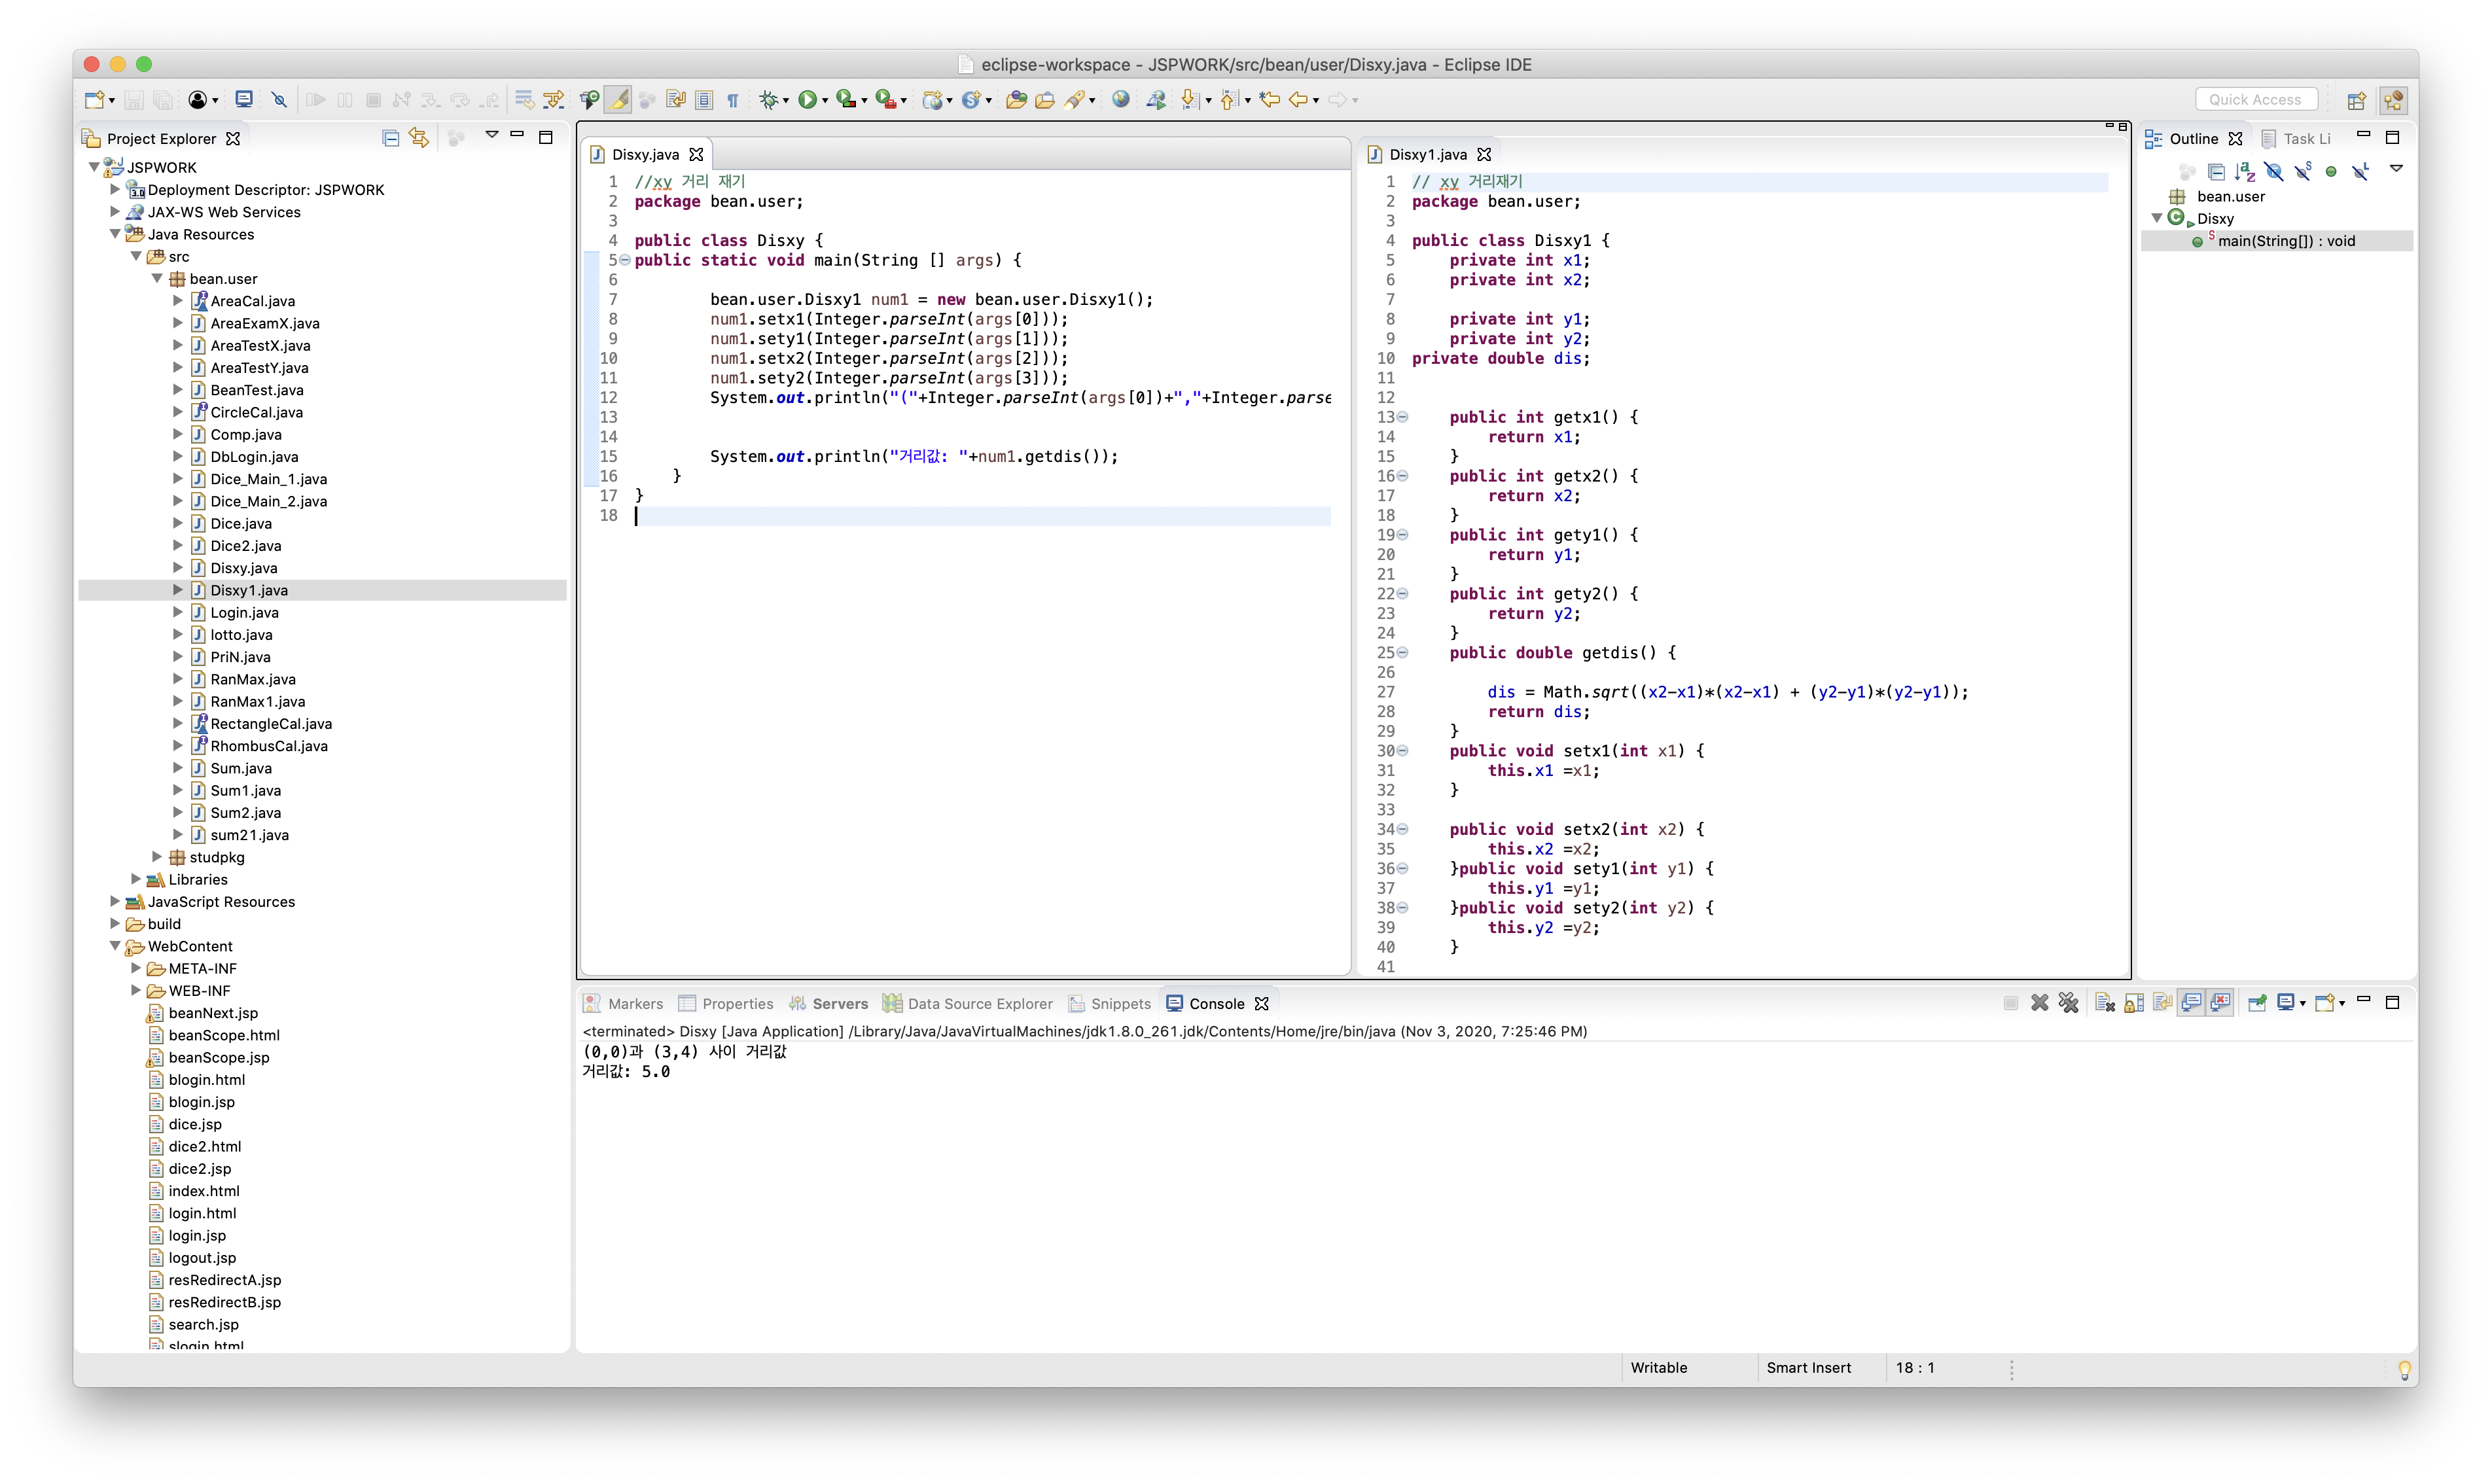 eclipse-workspace - JSPWORK/src/bean/user/Disxy.java - Eclipse IDE
Quick Access
Project Explorer
JSPWORK
Deployment Descriptor: JSPWORK
JAX-WS Web Services
Java Resources
src
bean.user
AreaCal.java
AreaExamX.java
AreaTestX.java
AreaTestY.java
BeanTest.java
CircleCal.java
Comp.java
DbLogin.java
Dice_Main_1.java
Dice_Main_2.java
Dice.java
Dice2.java
Disxy.java
Disxy1.java
Login.java
lotto.java
PriN.java
RanMax.java
RanMax1.java
RectangleCal.java
RhombusCal.java
Sum.java
Sum1.java
Sum2.java
sum21.java
studpkg
Libraries
JavaScript Resources
build
WebContent
META-INF
WEB-INF
beanNext.jsp
beanScope.html
beanScope.jsp
blogin.html
blogin.jsp
dice.jsp
dice2.html
dice2.jsp
index.html
login.html
login.jsp
logout.jsp
resRedirectA.jsp
resRedirectB.jsp
search.jsp
slogin.html
Disxy.java
1 //xy 거리 재기
2 package bean.user;
3
4 public class Disxy {
5 public static void main(String [] args) {
6
7 bean.user.Disxy1 num1 = new bean.user.Disxy1();
8 num1.setx1(Integer.parseInt(args[0]));
9 num1.sety1(Integer.parseInt(args[1]));
10 num1.setx2(Integer.parseInt(args[2]));
11 num1.sety2(Integer.parseInt(args[3]));
12 System.out.println("("+Integer.parseInt(args[0])+","+Integer.parse
13
14
15 System.out.println("거리값: "+num1.getdis());
16 }
17 }
18
Disxy1.java
1 // xy 거리재기
2 package bean.user;
3
4 public class Disxy1 {
5 private int x1;
6 private int x2;
7
8 private int y1;
9 private int y2;
10 private double dis;
11
12
13 public int getx1() {
14 return x1;
15 }
16 public int getx2() {
17 return x2;
18 }
19 public int gety1() {
20 return y1;
21 }
22 public int gety2() {
23 return y2;
24 }
25 public double getdis() {
26
27 dis = Math.sqrt((x2-x1)*(x2-x1) + (y2-y1)*(y2-y1));
28 return dis;
29 }
30 public void setx1(int x1) {
31 this.x1 =x1;
32 }
33
34 public void setx2(int x2) {
35 this.x2 =x2;
36 }public void sety1(int y1) {
37 this.y1 =y1;
38 }public void sety2(int y2) {
39 this.y2 =y2;
40 }
41
Outline Task Li
bean.user
Disxy
main(String[]) : void
Markers Properties Servers Data Source Explorer Snippets Console
<terminated> Disxy [Java Application] /Library/Java/JavaVirtualMachines/jdk1.8.0_261.jdk/Contents/Home/jre/bin/java (Nov 3, 2020, 7:25:46 PM)
(0,0)과 (3,4) 사이 거리값
거리값: 5.0
Writable Smart Insert 18 : 1